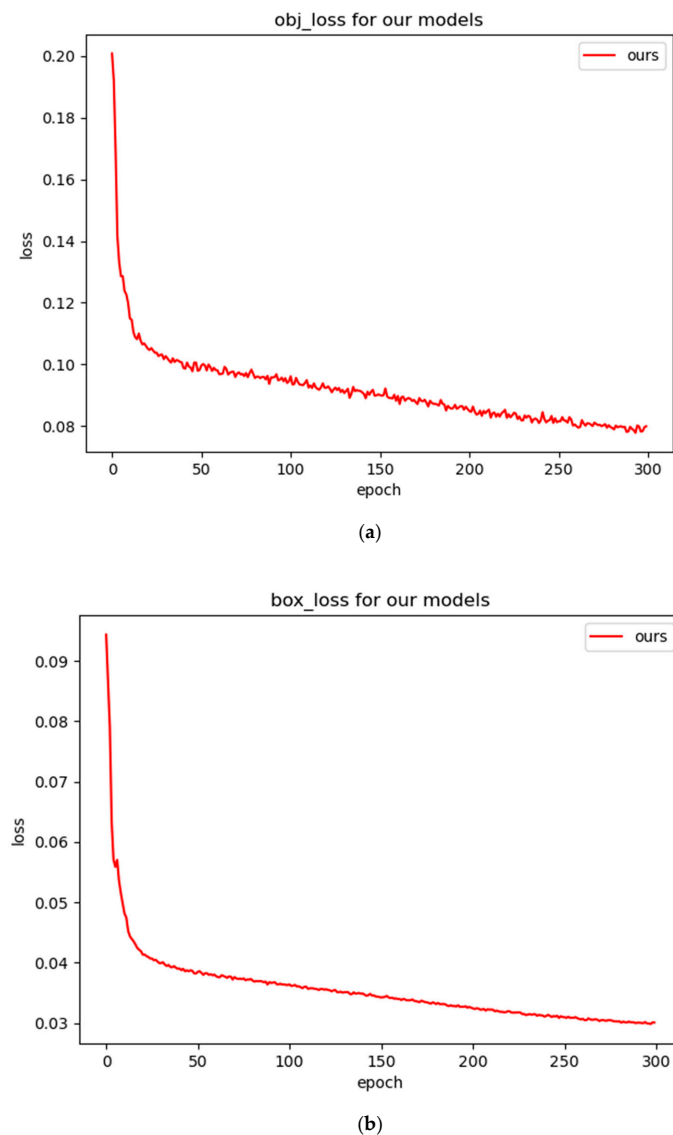 obj_loss for our models
ours
0.20
0.18
0.16
0.14
0.12
0.10
0.08
loss
0 50 100 150 200 250 300
epoch
(a)
box_loss for our models
ours
0.09
0.08
0.07
0.06
0.05
0.04
0.03
loss
0 50 100 150 200 250 300
epoch
(b)